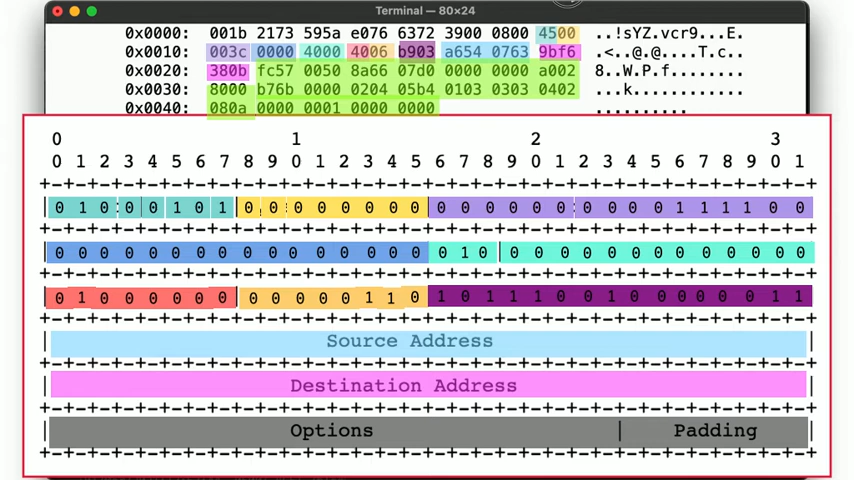 Terminal — 80×24
0x0000: 001b 2173 595a e076 6372 3900 0800 4500 ..!sYZ.vcr9...E.
0x0010: 003c 0000 4000 4006 b903 a654 0763 9bf6 .<..@.@....T.c..
0x0020: 380b fc57 0050 8a66 07d0 0000 0000 a002 8..W.P.f........
0x0030: 8000 b76b 0000 0204 05b4 0103 0303 0402 ...k............
0x0040: 080a 0000 0001 0000 0000 ..........
0 1 2 3
0 1 2 3 4 5 6 7 8 9 0 1 2 3 4 5 6 7 8 9 0 1 2 3 4 5 6 7 8 9 0 1
+-+-+-+-+-+-+-+-+-+-+-+-+-+-+-+-+-+-+-+-+-+-+-+-+-+-+-+-+-+-+-+-+
|0 1 0 0 0 1 0 1|0 0 0 0 0 0 0 0|0 0 0 0 0 0 0 0 0 0 1 1 1 1 0 0|
+-+-+-+-+-+-+-+-+-+-+-+-+-+-+-+-+-+-+-+-+-+-+-+-+-+-+-+-+-+-+-+-+
|0 0 0 0 0 0 0 0 0 0 0 0 0 0 0 0 0 1 0|0 0 0 0 0 0 0 0 0 0 0 0 0|
+-+-+-+-+-+-+-+-+-+-+-+-+-+-+-+-+-+-+-+-+-+-+-+-+-+-+-+-+-+-+-+-+
|0 1 0 0 0 0 0 0|0 0 0 0 0 1 1 0|1 0 1 1 1 0 0 1 0 0 0 0 0 0 1 1|
+-+-+-+-+-+-+-+-+-+-+-+-+-+-+-+-+-+-+-+-+-+-+-+-+-+-+-+-+-+-+-+-+
| Source Address |
+-+-+-+-+-+-+-+-+-+-+-+-+-+-+-+-+-+-+-+-+-+-+-+-+-+-+-+-+-+-+-+-+
| Destination Address |
+-+-+-+-+-+-+-+-+-+-+-+-+-+-+-+-+-+-+-+-+-+-+-+-+-+-+-+-+-+-+-+-+
| Options | Padding |
+-+-+-+-+-+-+-+-+-+-+-+-+-+-+-+-+-+-+-+-+-+-+-+-+-+-+-+-+-+-+-+-+